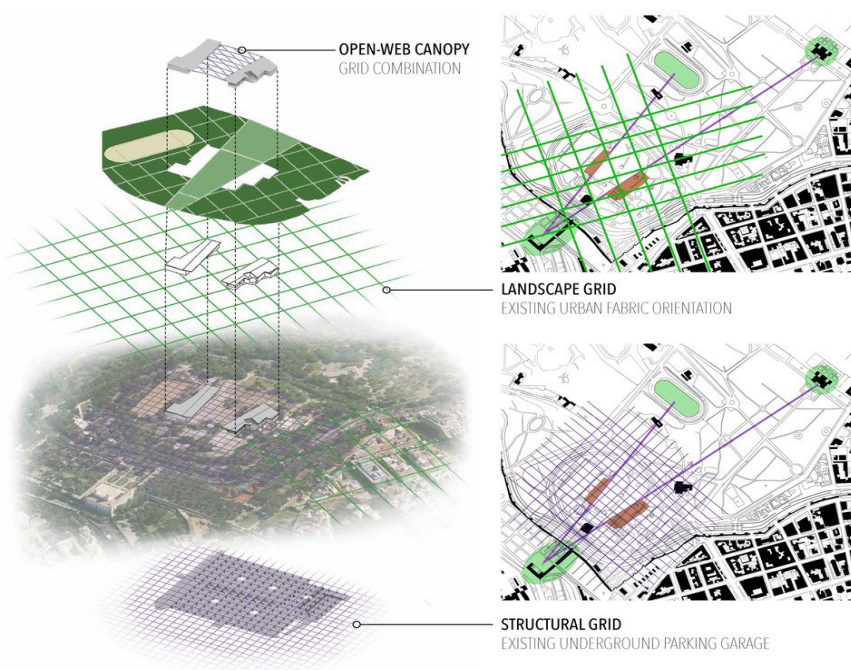 OPEN-WEB CANOPY
GRID COMBINATION
LANDSCAPE GRID
EXISTING URBAN FABRIC ORIENTATION
STRUCTURAL GRID
EXISTING UNDERGROUND PARKING GARAGE